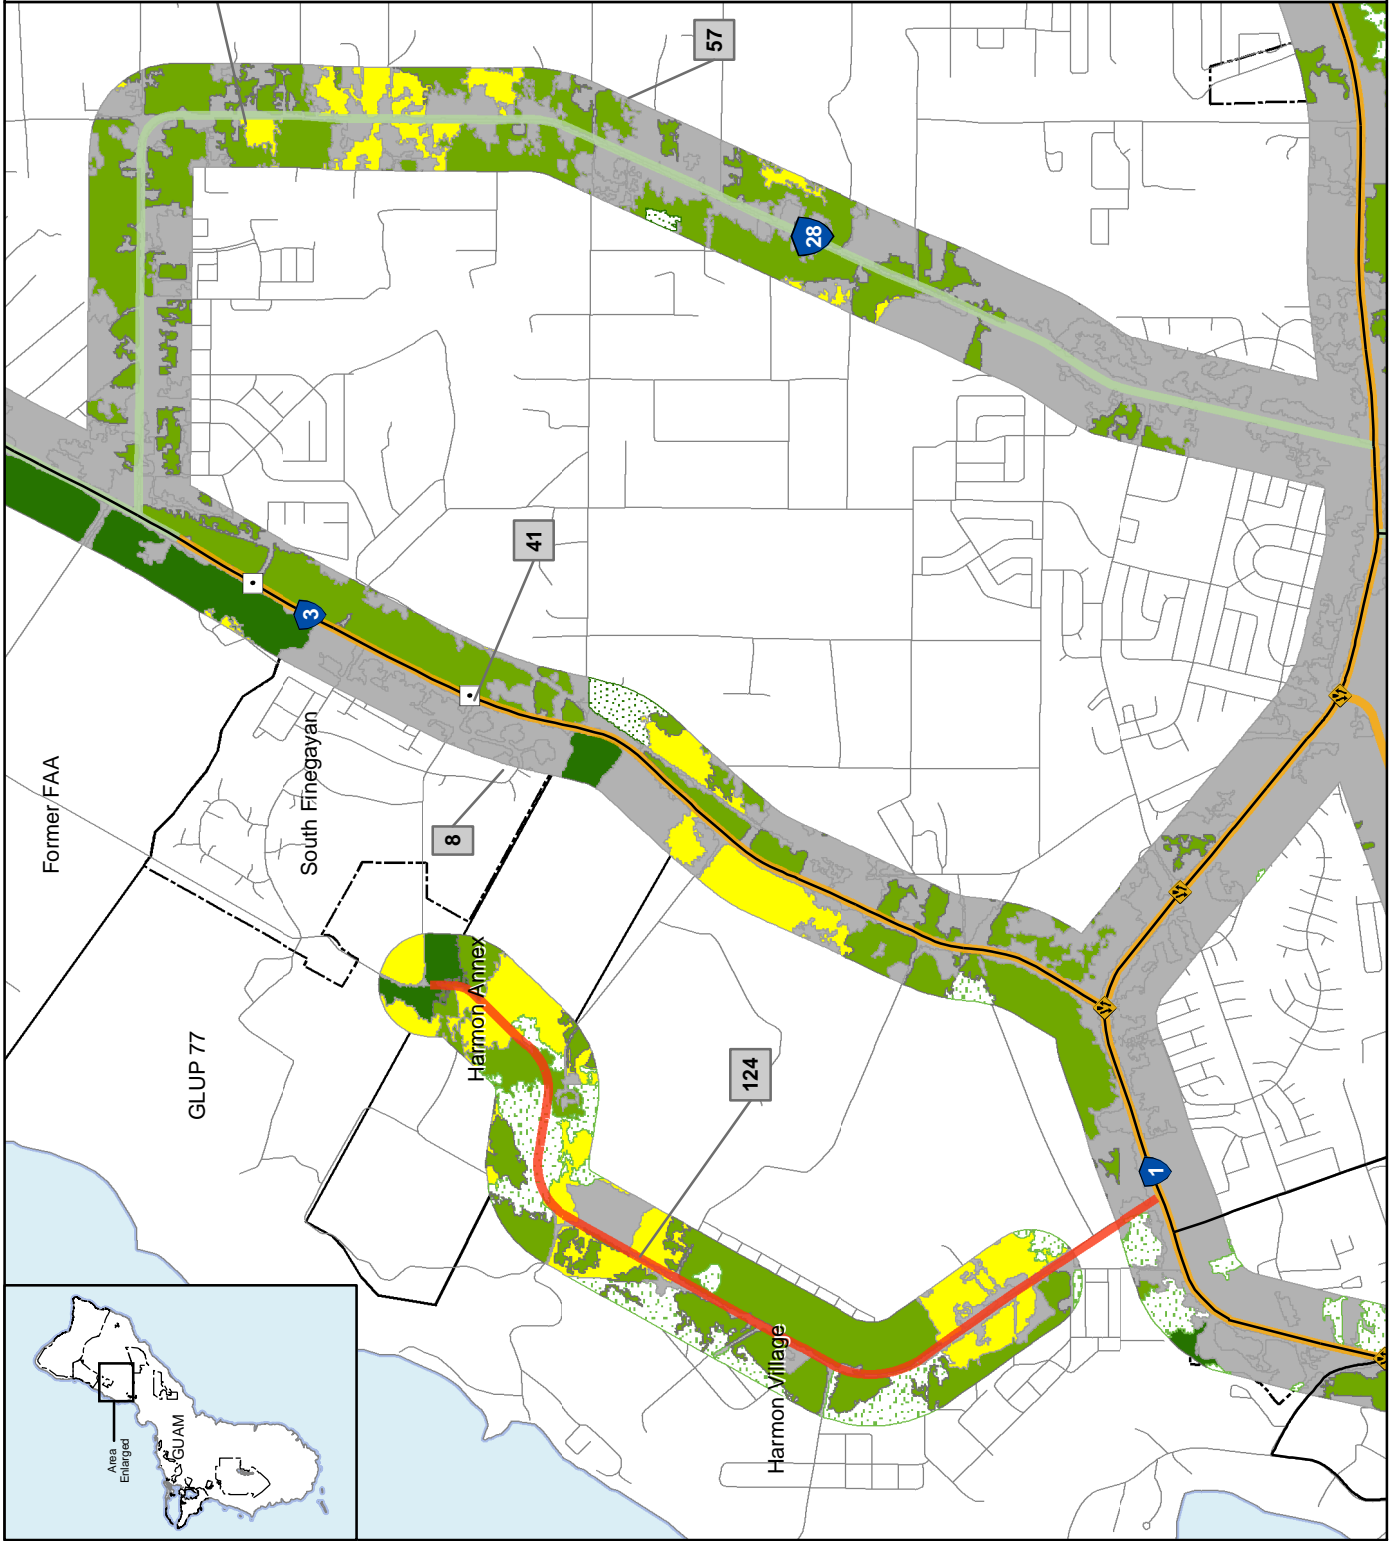 57
28
41
3
Former FAA
South Finegayan
8
GLUP 77
Harmon Annex
124
1
Harmon Village
Area
Enlarged
GUAM